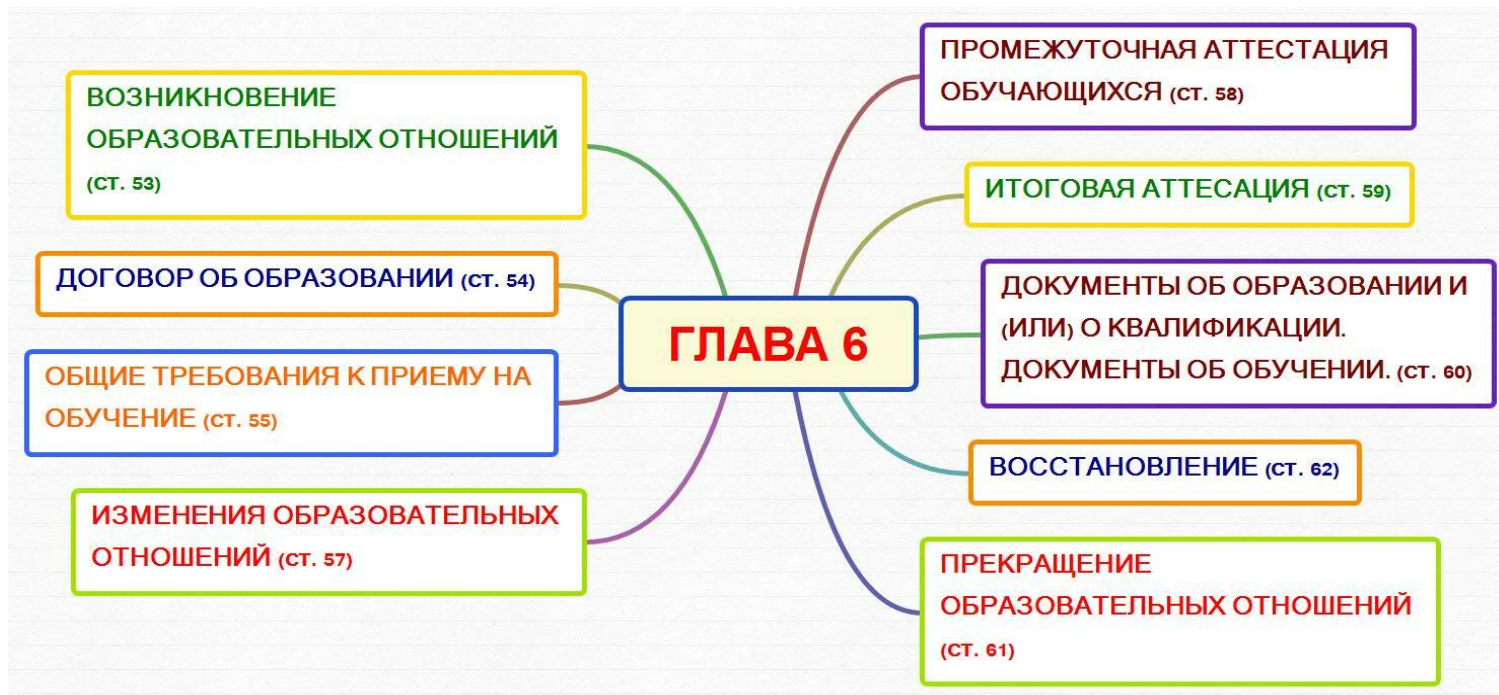 ВОЗНИКНОВЕНИЕ
ОБРАЗОВАТЕЛЬНЫХ ОТНОШЕНИЙ
(СТ. 53)
ДОГОВОР ОБ ОБРАЗОВАНИИ (СТ. 54)
ОБЩИЕ ТРЕБОВАНИЯ К ПРИЕМУ НА
ОБУЧЕНИЕ (СТ. 55)
ИЗМЕНЕНИЯ ОБРАЗОВАТЕЛЬНЫХ
ОТНОШЕНИЙ (СТ. 57)
ГЛАВА 6
ПРОМЕЖУТОЧНАЯ АТТЕСТАЦИЯ
ОБУЧАЮЩИХСЯ (СТ. 58)
ИТОГОВАЯ АТТЕСАЦИЯ (СТ. 59)
ДОКУМЕНТЫ ОБ ОБРАЗОВАНИИ И
(ИЛИ) О КВАЛИФИКАЦИИ.
ДОКУМЕНТЫ ОБ ОБУЧЕНИИ. (СТ. 60)
ВОССТАНОВЛЕНИЕ (СТ. 62)
ПРЕКРАЩЕНИЕ
ОБРАЗОВАТЕЛЬНЫХ ОТНОШЕНИЙ
(СТ. 61)